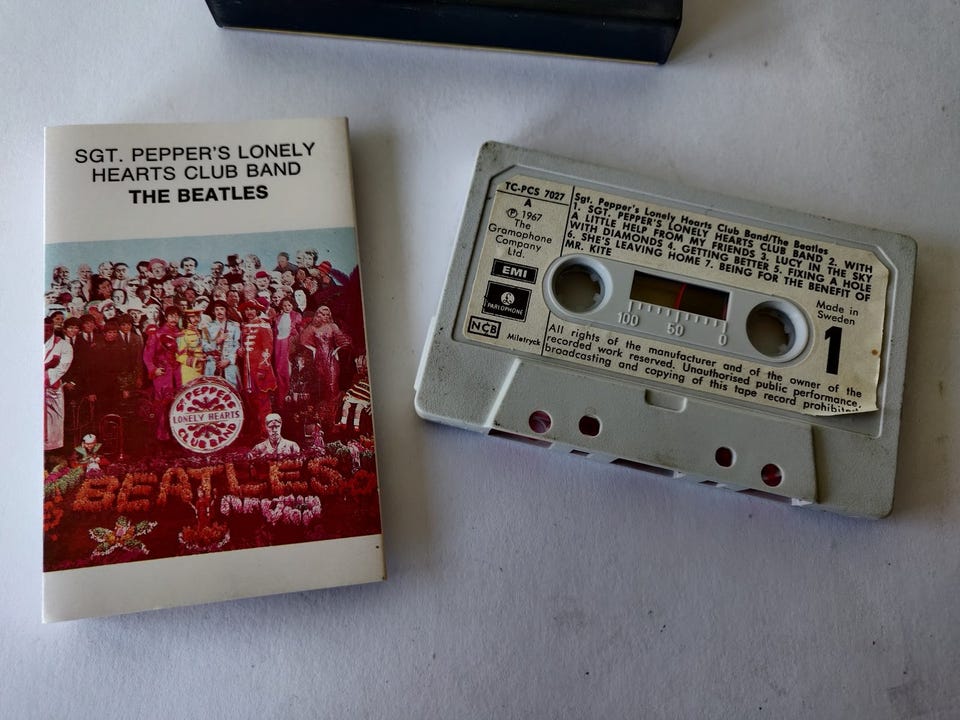 SGT. PEPPER'S LONELY
HEARTS CLUB BAND
THE BEATLES
SGT PEPPERS
LONELY HEARTS
CLUB BAND
BEATLES
TC-PCS 7027
A
℗ 1967
The
Gramophone
Company
Ltd.
EMI
PARLOPHONE
NCB
Miletryck
Sgt. Pepper's Lonely Hearts Club Band/The Beatles
1. SGT. PEPPER'S LONELY HEARTS CLUB BAND 2. WITH
A LITTLE HELP FROM MY FRIENDS 3. LUCY IN THE SKY
WITH DIAMONDS 4. GETTING BETTER 5. FIXING A HOLE
6. SHE'S LEAVING HOME 7. BEING FOR THE BENEFIT OF
MR. KITE
Made in
Sweden
1
100 50 0
All rights of the manufacturer and of the owner of the
recorded work reserved. Unauthorised public performance,
broadcasting and copying of this tape record prohibited